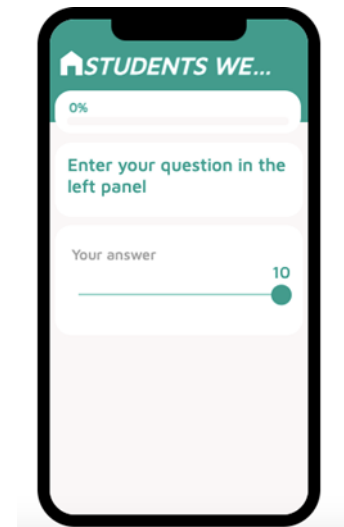 STUDENTS WE...
0%
Enter your question in the
left panel
Your answer
10